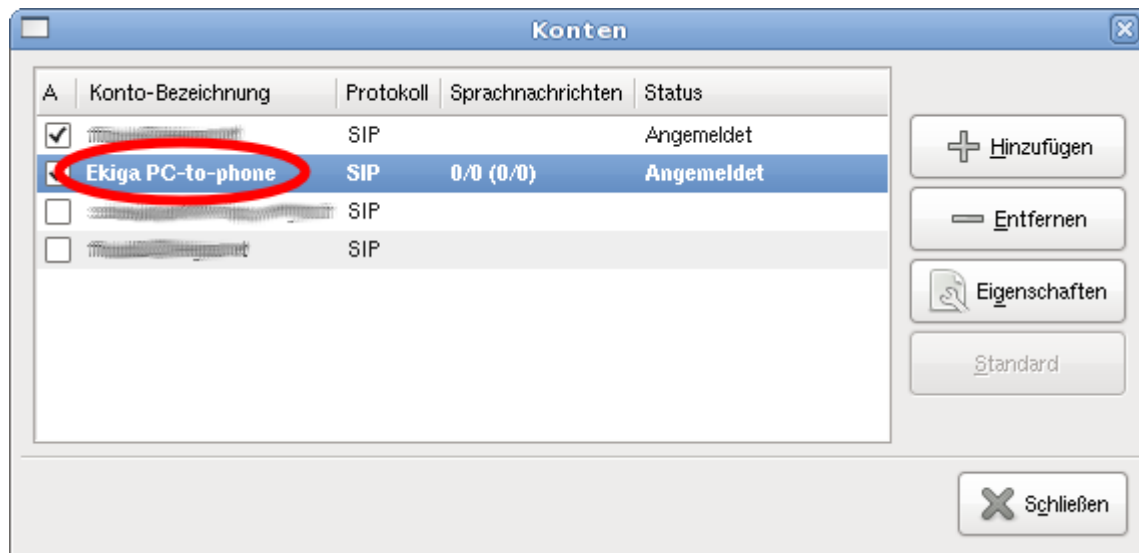 Konten
A Konto-Bezeichnung Protokoll Sprachnachrichten Status
SIP Angemeldet
Ekiga PC-to-phone SIP 0/0 (0/0) Angemeldet
SIP
SIP
Hinzufügen
Entfernen
Eigenschaften
Standard
Schließen